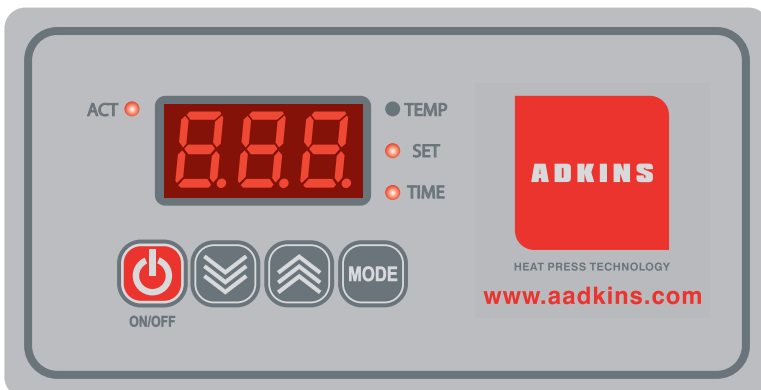 ACT
8.8.8.
TEMP
SET
TIME
MODE
ON/OFF
ADKINS
HEAT PRESS TECHNOLOGY
www.aadkins.com